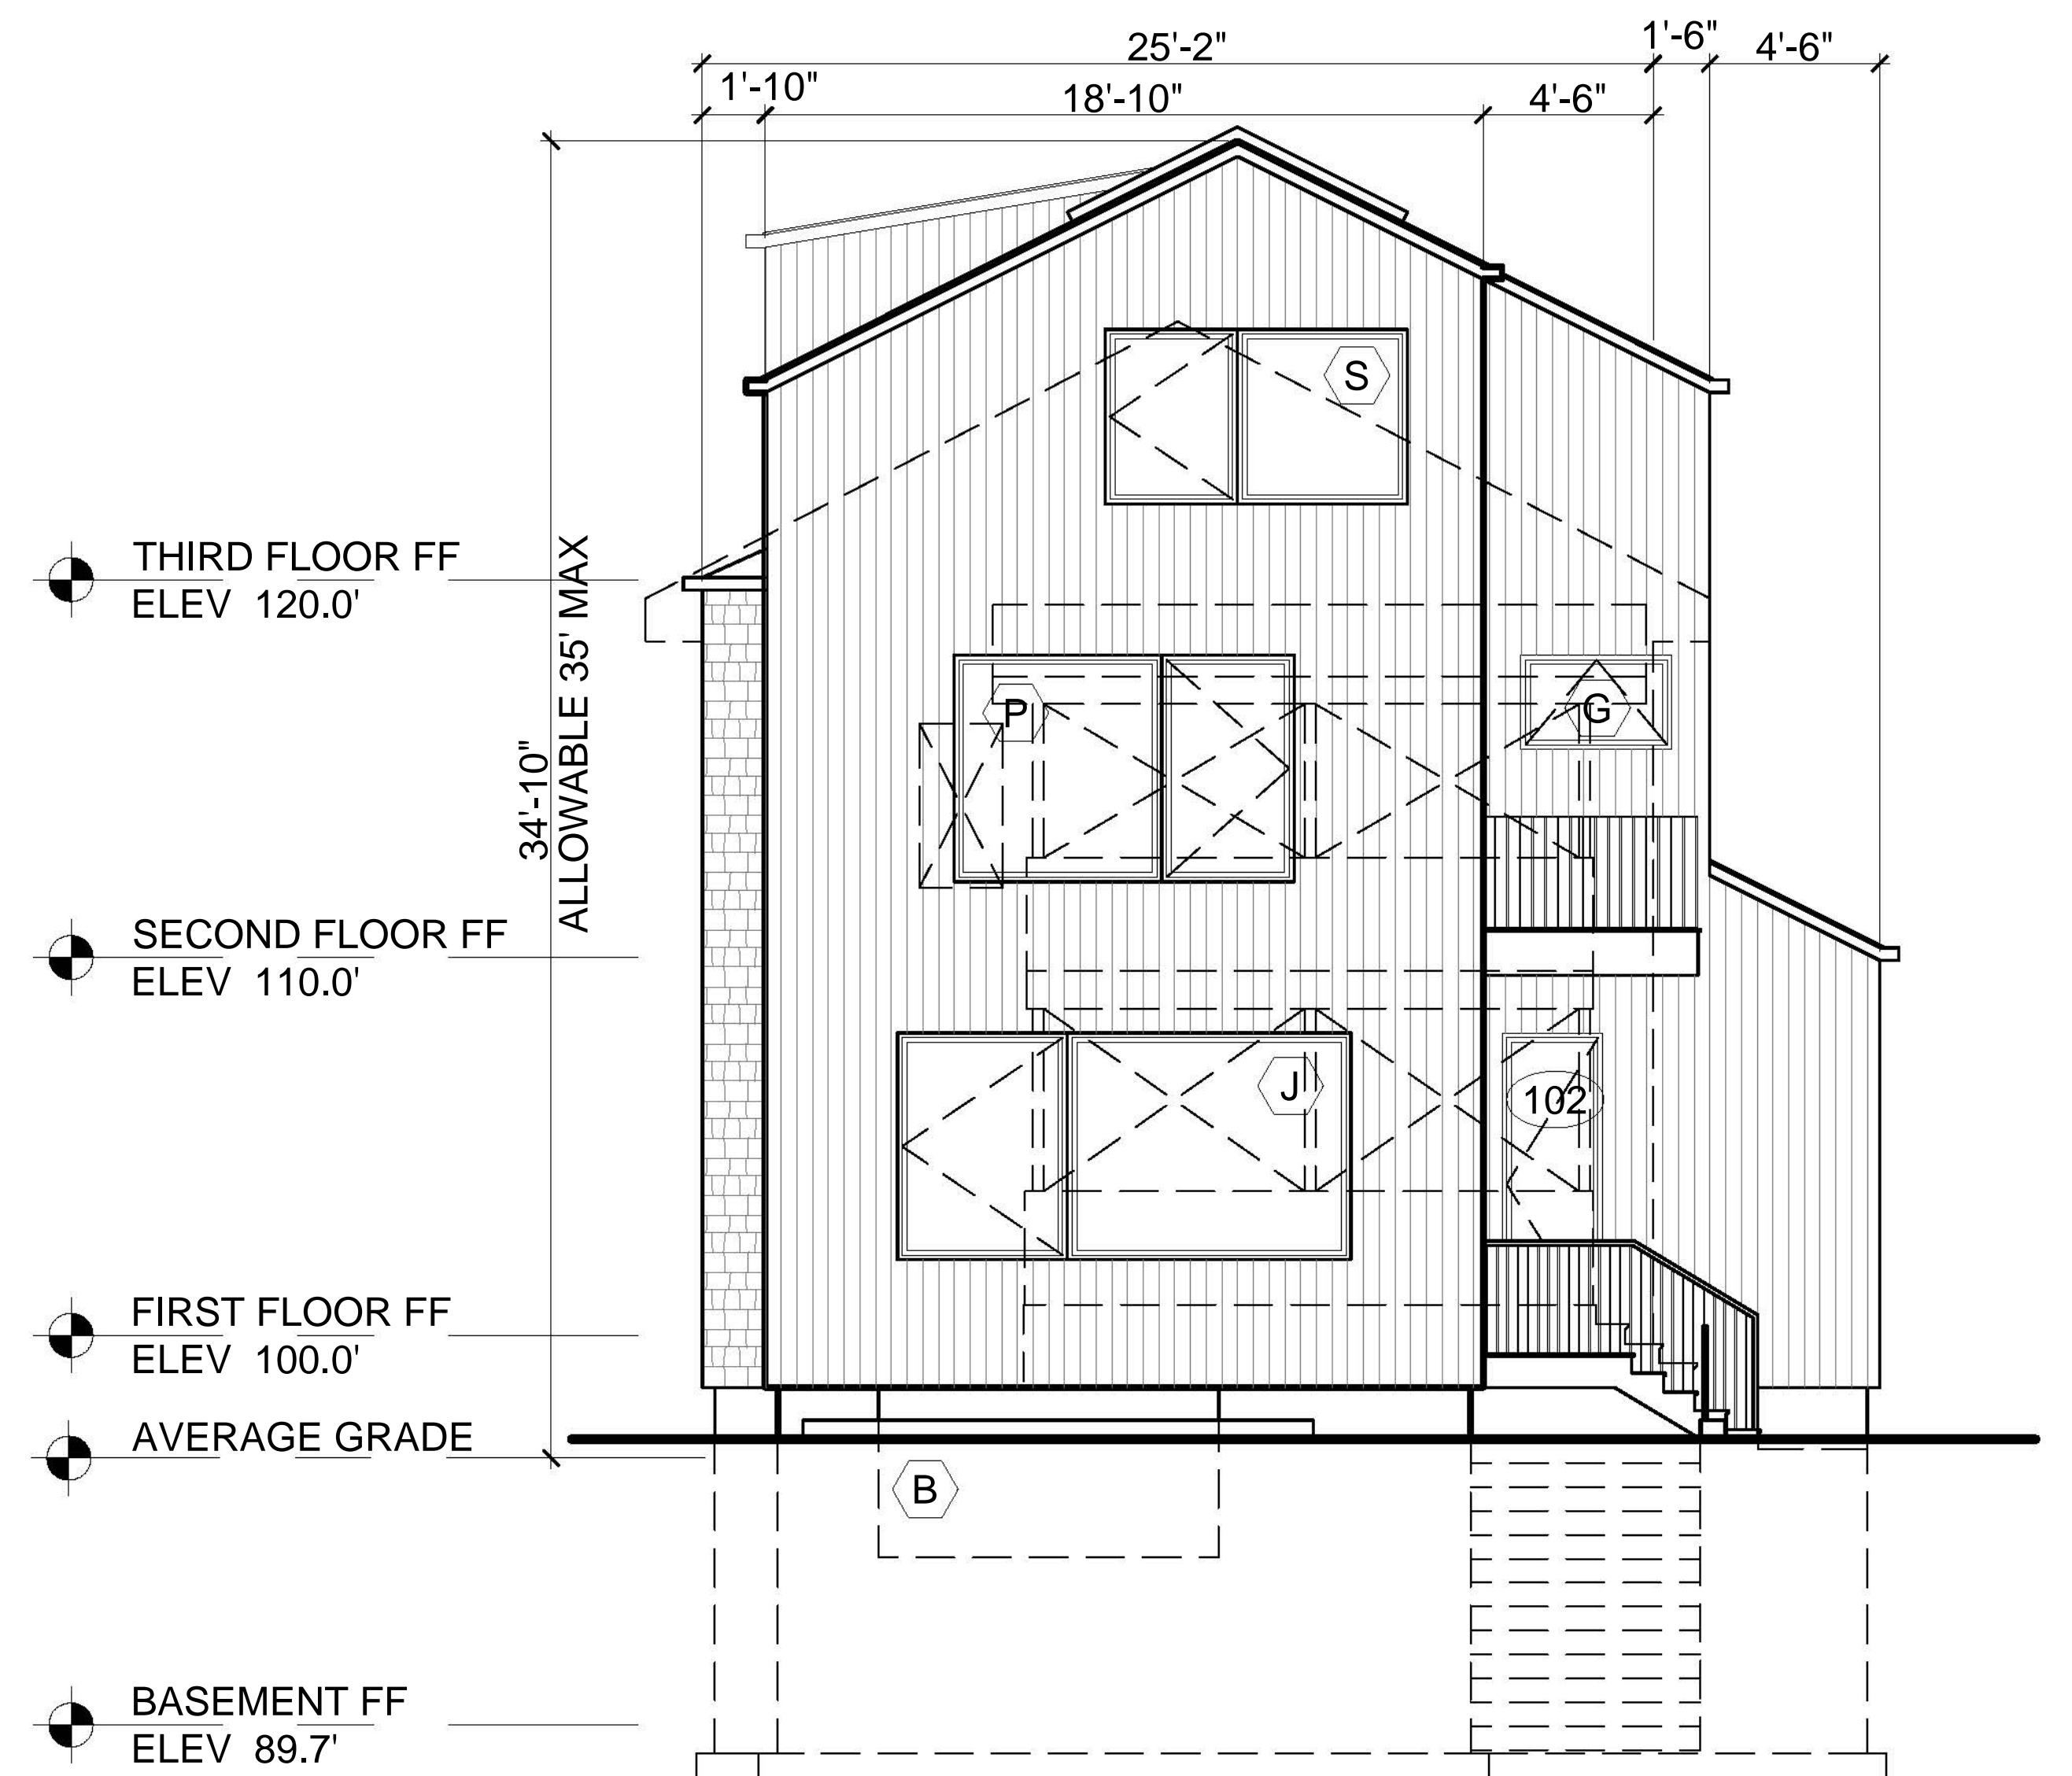 25'-2"
1'-6"
4'-6"
1'-10"
18'-10"
4'-6"
S
THIRD FLOOR FF
ELEV 120.0'
34'-10"
ALLOWABLE 35' MAX
P
G
SECOND FLOOR FF
ELEV 110.0'
J
102
FIRST FLOOR FF
ELEV 100.0'
AVERAGE GRADE
B
BASEMENT FF
ELEV 89.7'